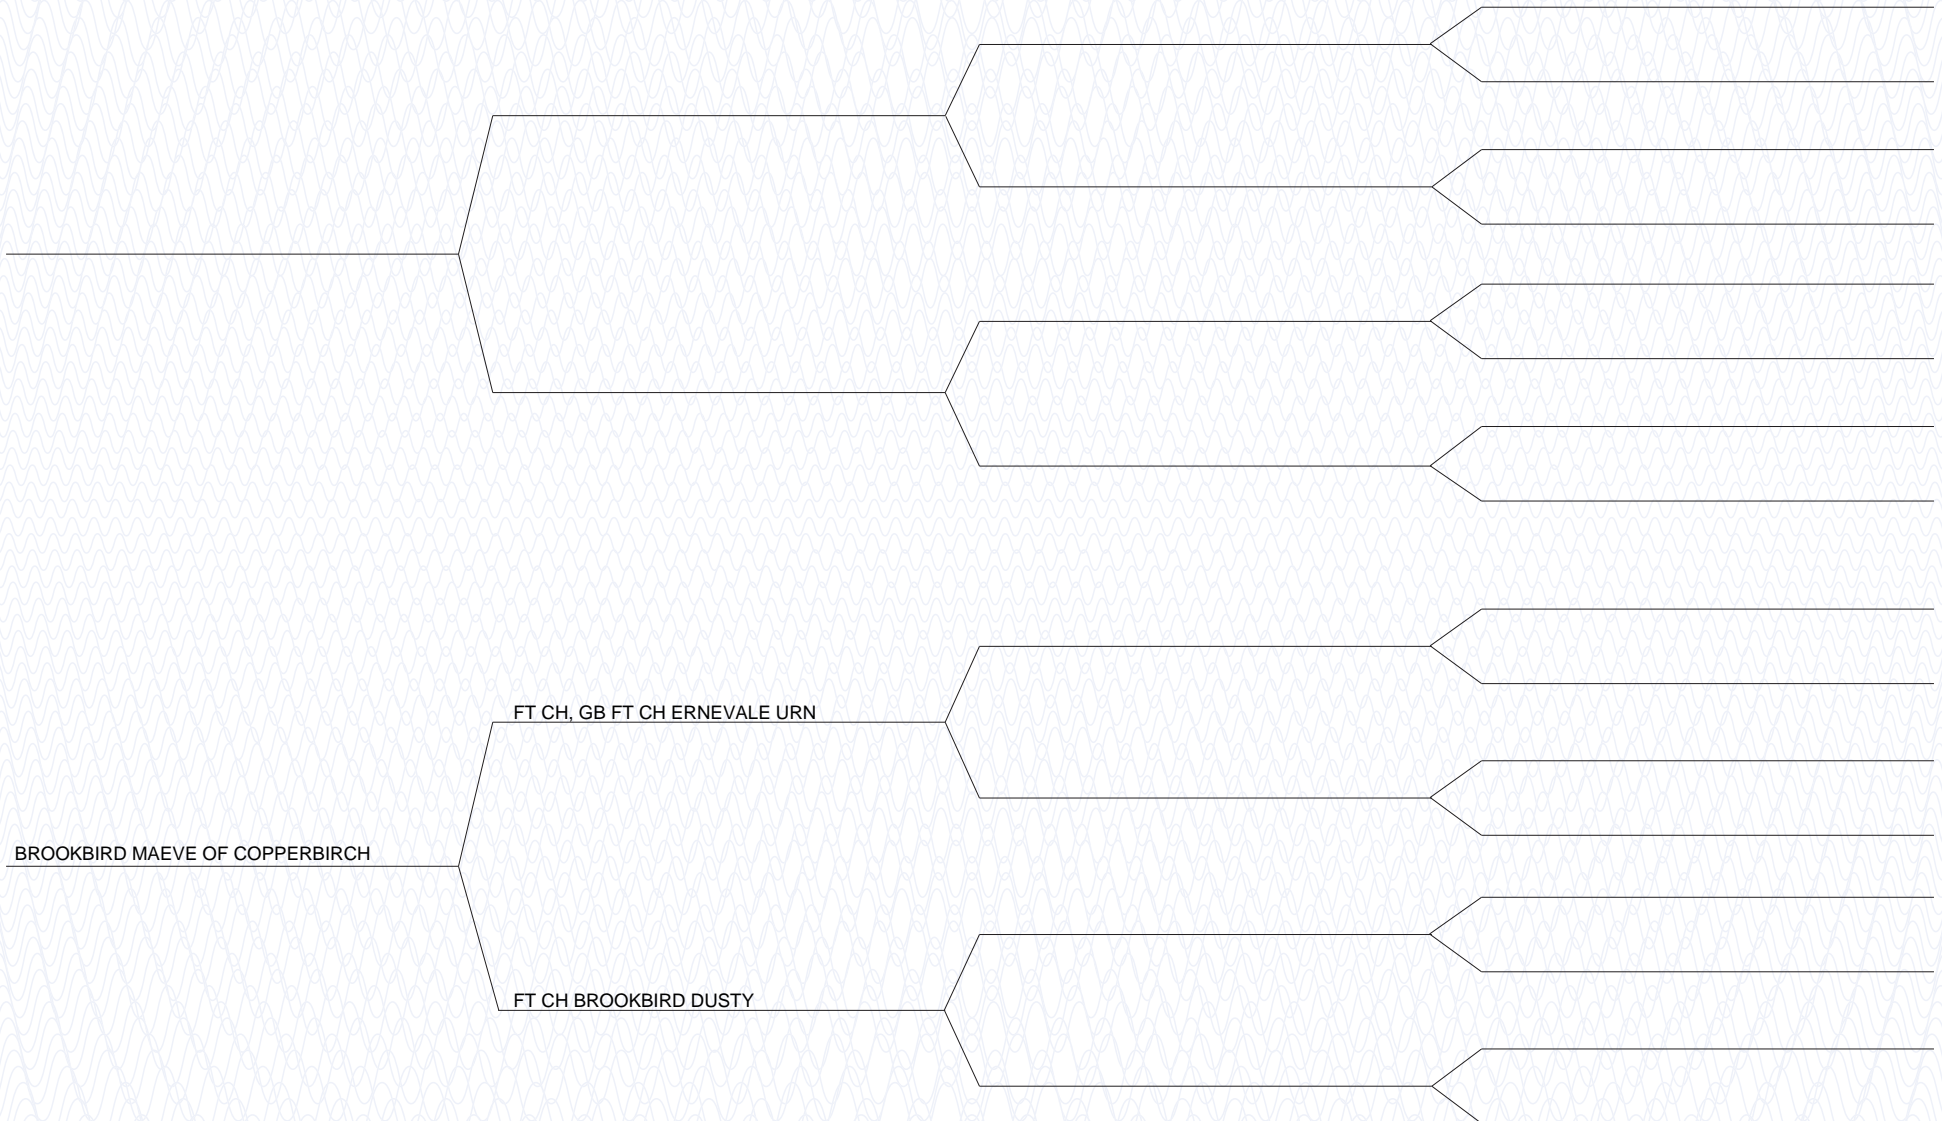 FT CH, GB FT CH ERNEVALE URN
BROOKBIRD MAEVE OF COPPERBIRCH
FT CH BROOKBIRD DUSTY